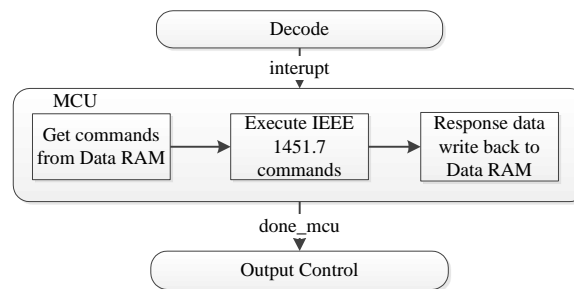 Decode
interupt
MCU
Get commands
from Data RAM
Execute IEEE
1451.7
commands
Response data
write back to
Data RAM
done_mcu
Output Control